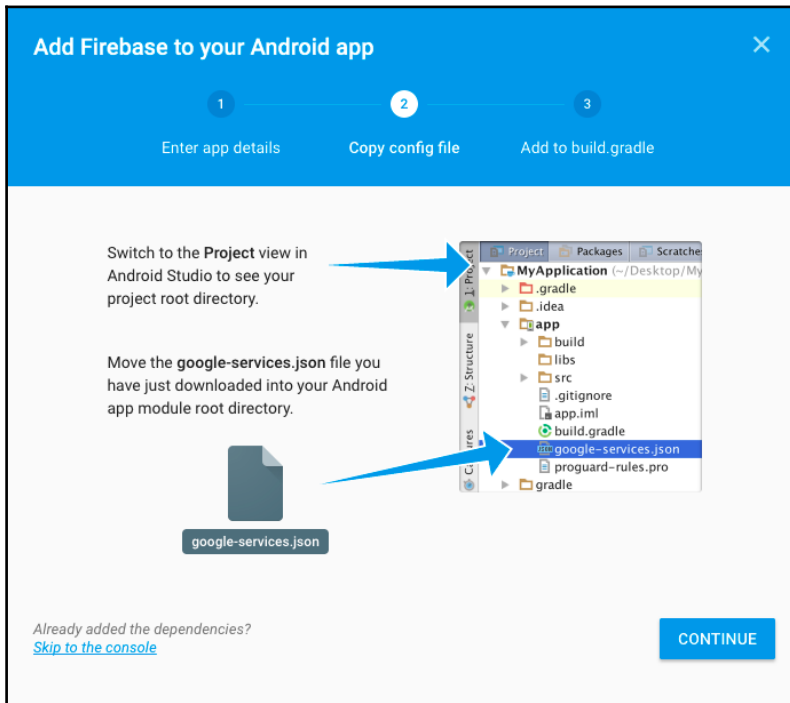 Add Firebase to your Android app
1
2
3
Enter app details
Copy config file
Add to build.gradle
Switch to the Project view in
Android Studio to see your
project root directory.
Move the google-services.json file you
have just downloaded into your Android
app module root directory.
google-services.json
1: Project
Z: Structure
Project
Packages
Scratche
MyApplication (~/Desktop/My
.gradle
.idea
app
build
libs
src
.gitignore
app.iml
build.gradle
google-services.json
proguard-rules.pro
gradle
Already added the dependencies?
Skip to the console
CONTINUE